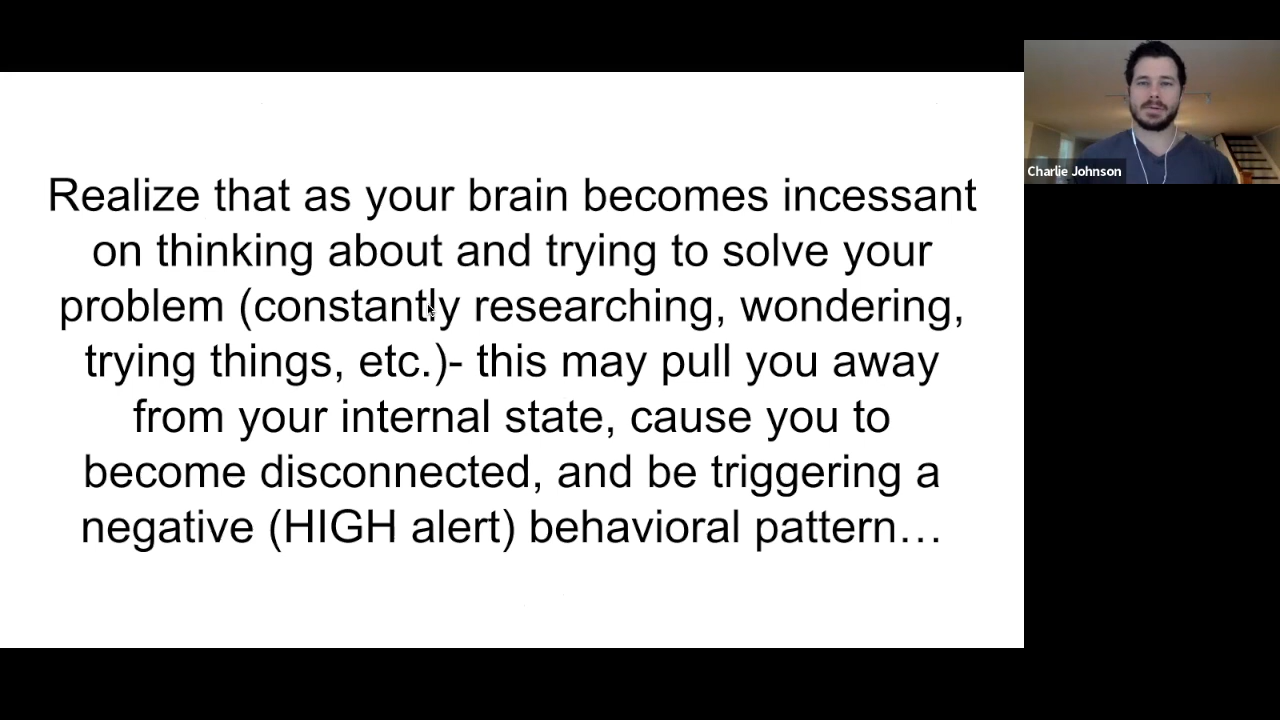 Realize that as your brain becomes incessant
on thinking about and trying to solve your
problem (constantly researching, wondering,
trying things, etc.)- this may pull you away
from your internal state, cause you to
become disconnected, and be triggering a
negative (HIGH alert) behavioral pattern…
Charlie Johnson